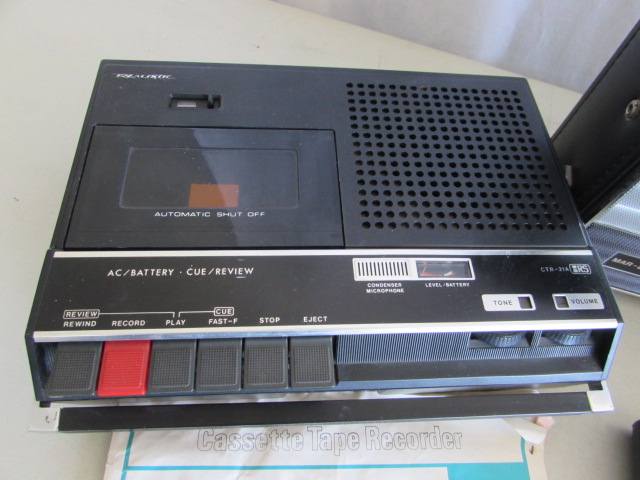 REALISTIC
AUTOMATIC SHUT OFF
AC/BATTERY · CUE/REVIEW
CONDENSER
MICROPHONE
LEVEL/BATTERY
CTR-21A RS
TONE
VOLUME
REVIEW
CUE
REWIND RECORD PLAY FAST-F STOP EJECT
Cassette Tape Recorder